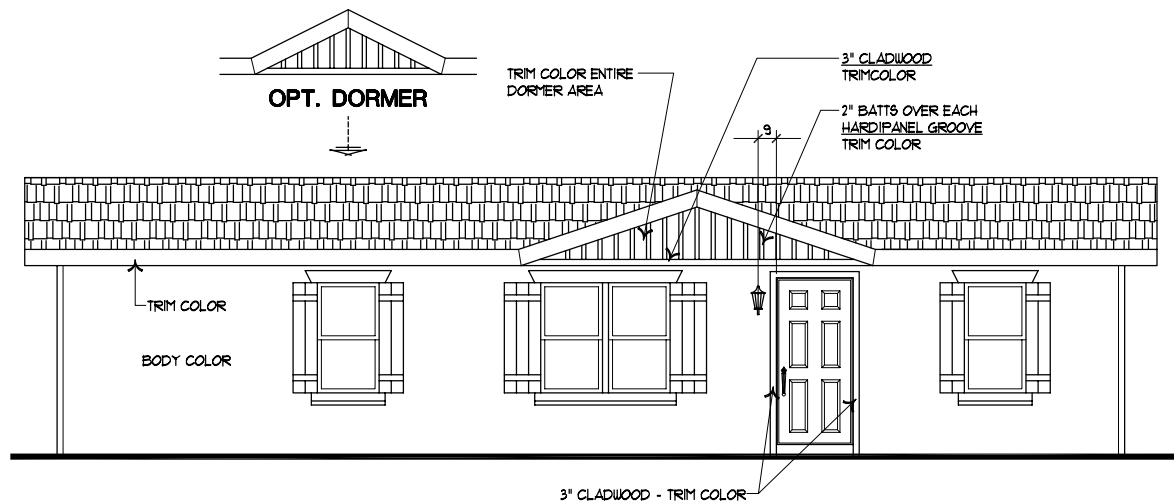 OPT. DORMER
TRIM COLOR ENTIRE
DORMER AREA
3" CLADWOOD
TRIMCOLOR
2" BATTS OVER EACH
HARDIPANEL GROOVE
TRIM COLOR
9
TRIM COLOR
BODY COLOR
3" CLADWOOD - TRIM COLOR